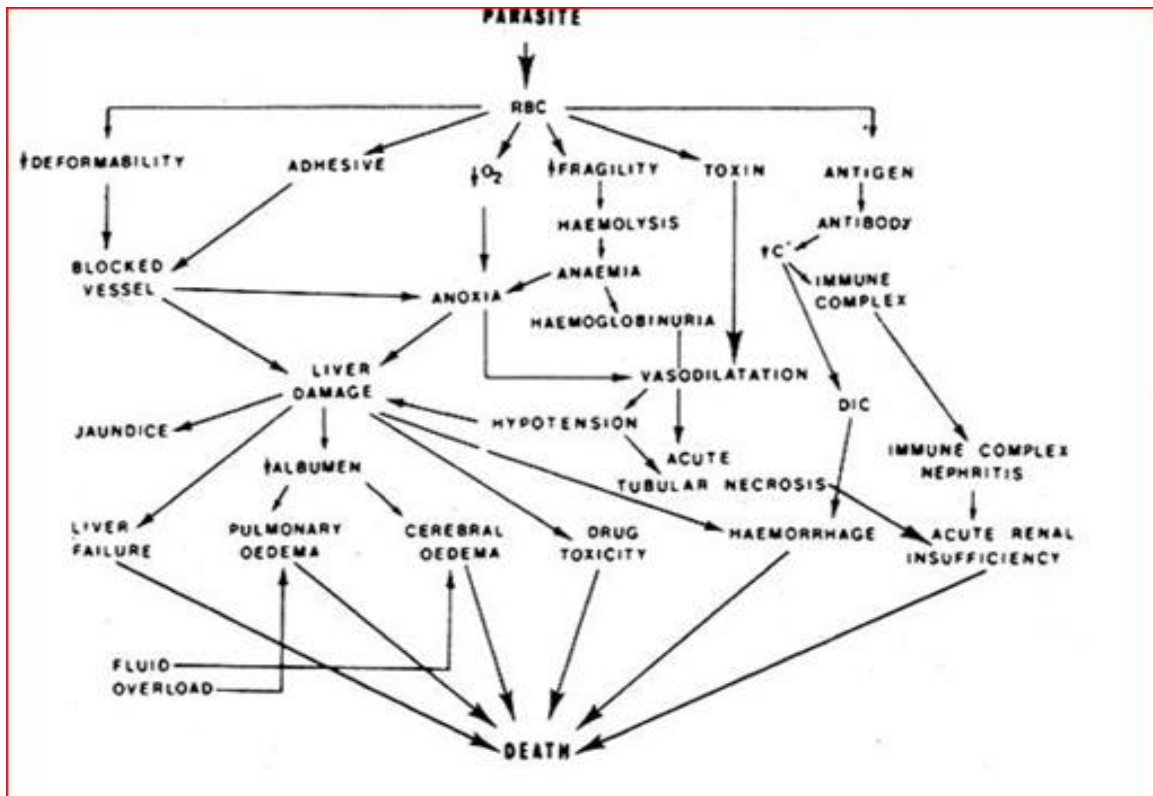 PARASITE
RBC
↓DEFORMABILITY
ADHESIVE
↓O2
↑FRAGILITY
TOXIN
ANTIGEN
HAEMOLYSIS
ANTIBODY
↑C'
BLOCKED
VESSEL
ANOXIA
ANAEMIA
IMMUNE
COMPLEX
HAEMOGLOBINURIA
LIVER
DAMAGE
VASODILATATION
JAUNDICE
HYPOTENSION
DIC
↓ALBUMEN
ACUTE
TUBULAR NECROSIS
IMMUNE COMPLEX
NEPHRITIS
LIVER
FAILURE
PULMONARY
OEDEMA
CEREBRAL
OEDEMA
DRUG
TOXICITY
HAEMORRHAGE
ACUTE RENAL
INSUFFICIENCY
FLUID
OVERLOAD
DEATH